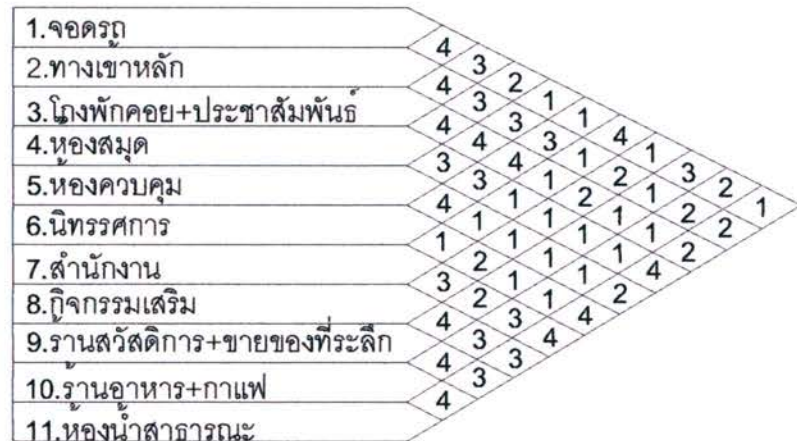 1.จอดรถ
4 3 2 1 1 4 1 3 2 1
2.ทางเข้าหลัก
4 3 3 3 1 2 1 2 2
3.โถงพักคอย+ประชาสัมพันธ์
4 4 4 1 2 1 1 2
4.ห้องสมุด
3 3 1 1 1 1 4
5.ห้องควบคุม
4 1 1 1 1 2
6.นิทรรศการ
1 2 1 1 4
7.สำนักงาน
3 2 3 4
8.กิจกรรมเสริม
4 3 3
9.ร้านสวัสดิการ+ขายของที่ระลึก
4 3
10.ร้านอาหาร+กาแฟ
4
11.ห้องน้ำสาธารณะ